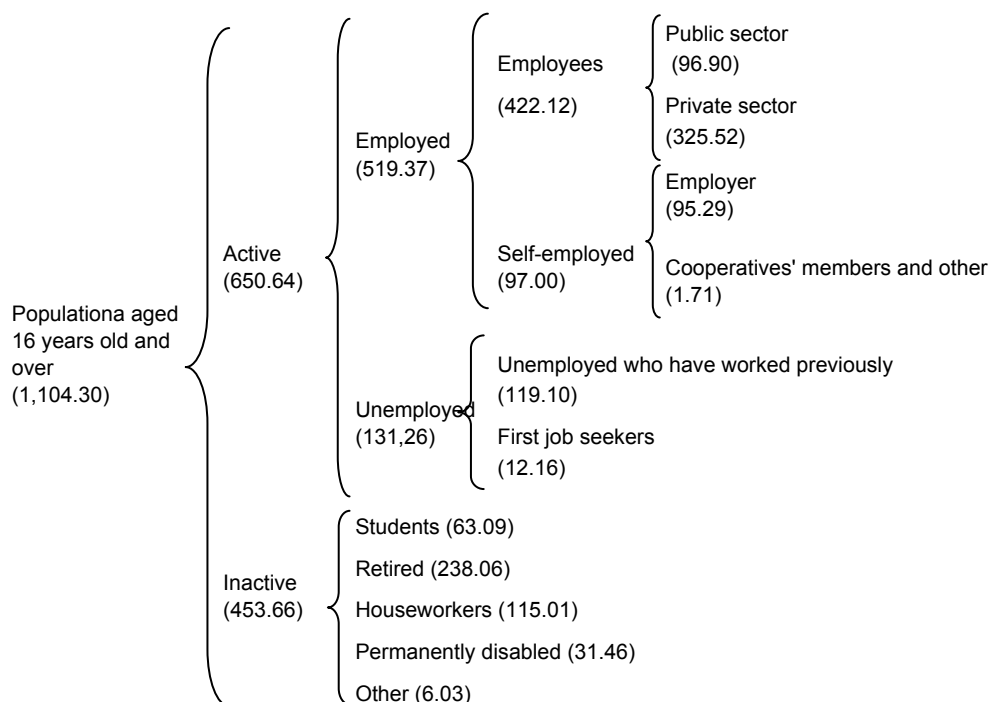 Public sector
(96.90)
Employees
(422.12)
Private sector
(325.52)
Employed
(519.37)
Employer
(95.29)
Self-employed
(97.00)
Cooperatives' members and other
(1.71)
Active
(650.64)
Populationa aged
16 years old and
over
(1,104.30)
Unemployed who have worked previously
(119.10)
Unemployed
(131,26)
First job seekers
(12.16)
Students (63.09)
Retired (238.06)
Inactive
(453.66)
Houseworkers (115.01)
Permanently disabled (31.46)
Other (6.03)